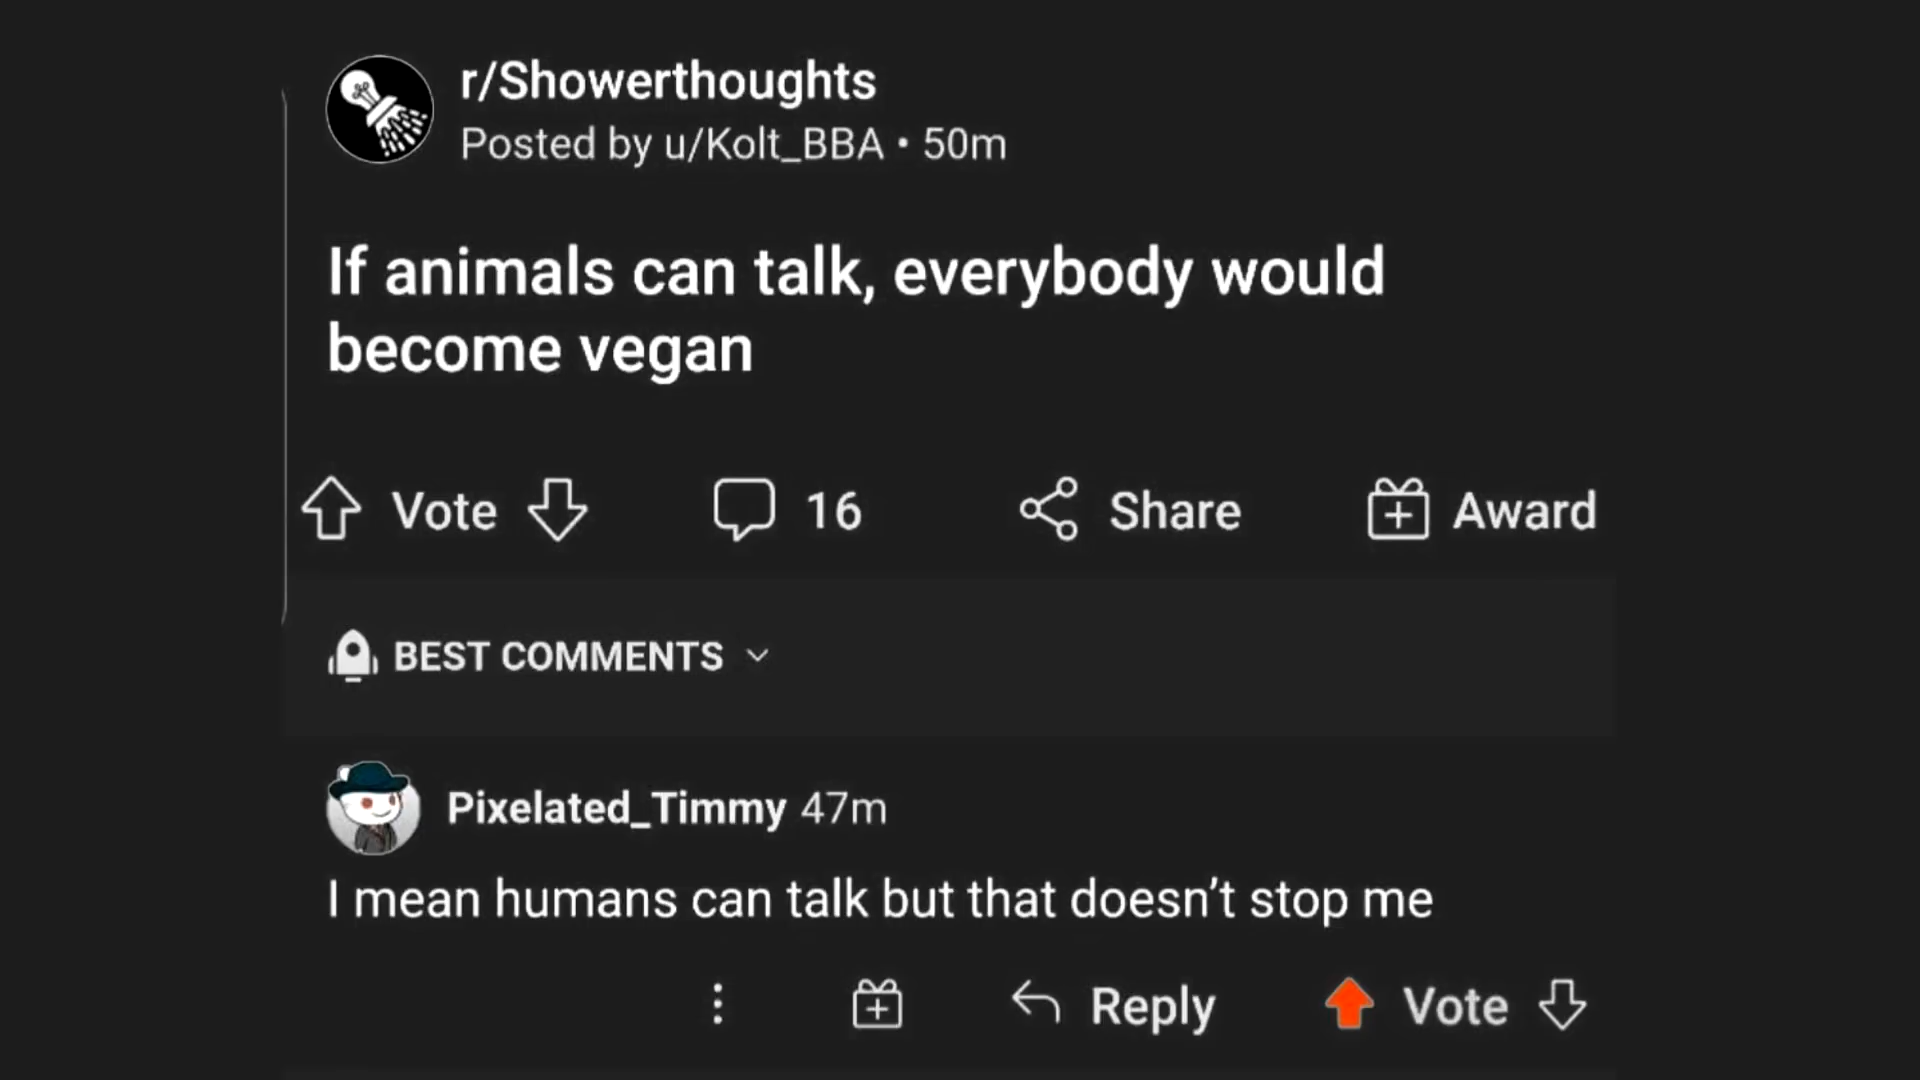 r/Showerthoughts
Posted by u/Kolt_BBA • 50m
If animals can talk, everybody would
become vegan
Vote 16 Share Award
BEST COMMENTS
Pixelated_Timmy 47m
I mean humans can talk but that doesn't stop me
Reply Vote